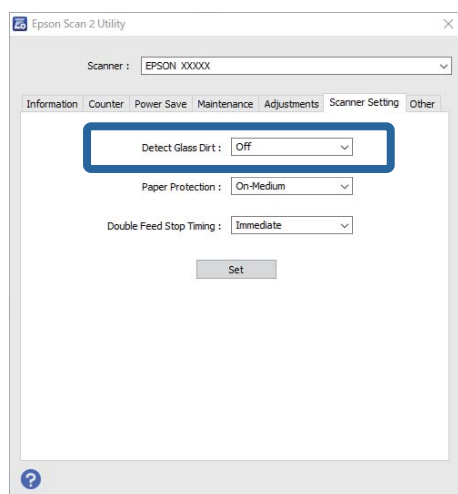 Epson Scan 2 Utility
Scanner : EPSON XXXXX
Information Counter Power Save Maintenance Adjustments Scanner Setting Other
Detect Glass Dirt : Off
Paper Protection : On-Medium
Double Feed Stop Timing : Immediate
Set
?